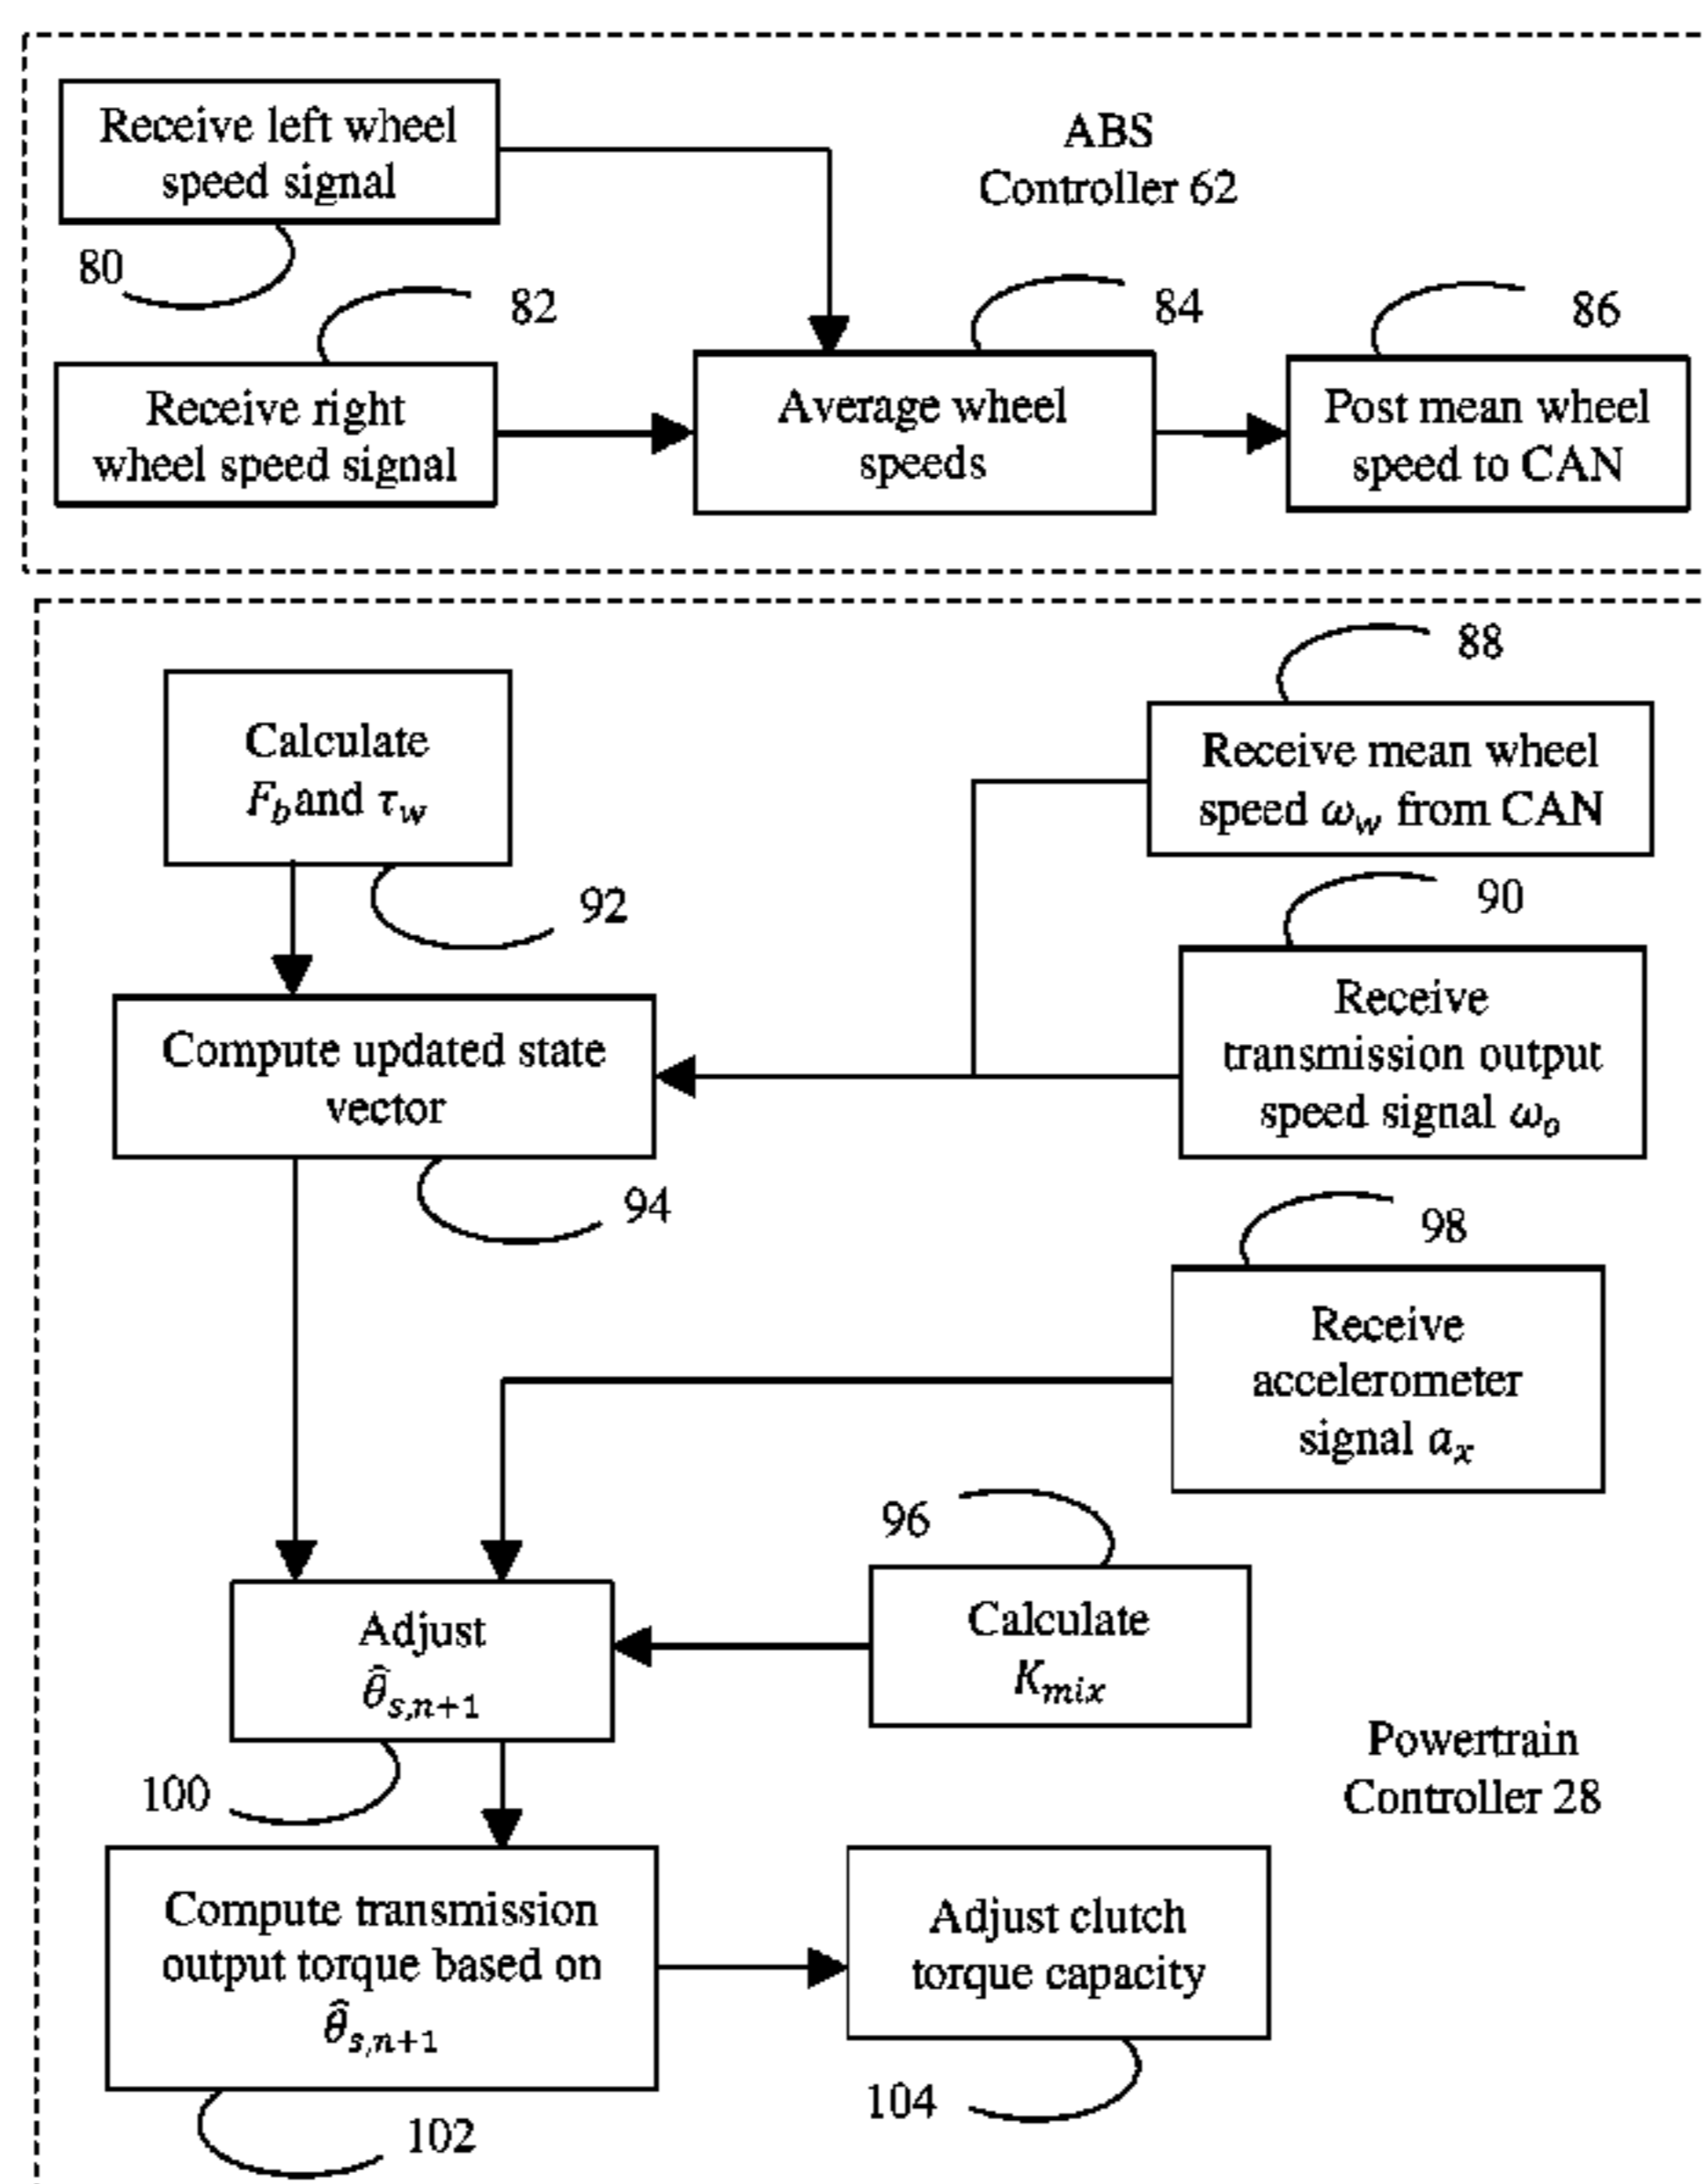 Receive left wheel
speed signal
80
ABS
Controller 62
82
Receive right
wheel speed signal
84
Average wheel
speeds
86
Post mean wheel
speed to CAN
88
Receive mean wheel
speed ω_w from CAN
Calculate
F_b and τ_w
92
90
Receive
transmission output
speed signal ω_o
Compute updated state
vector
94
98
Receive
accelerometer
signal a_x
96
Calculate
K_mix
Adjust
θ̂_s,n+1
100
Powertrain
Controller 28
Compute transmission
output torque based on
θ̂_s,n+1
102
Adjust clutch
torque capacity
104